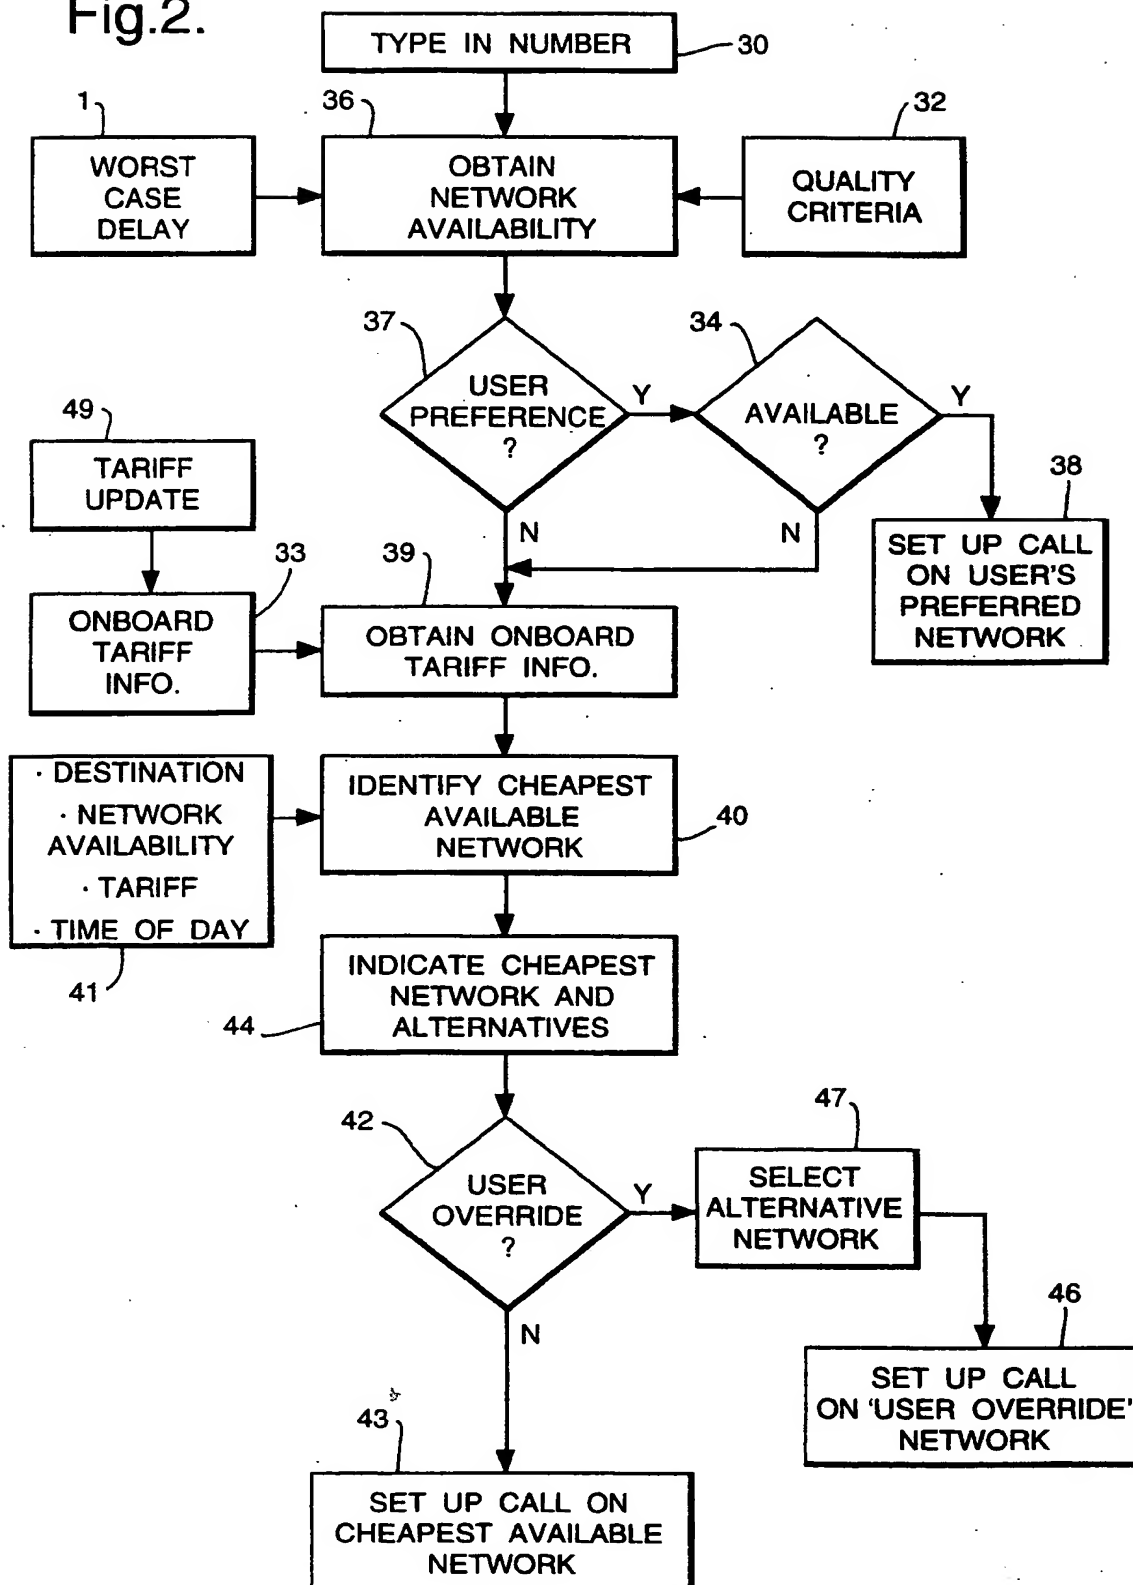 Fig.2.
TYPE IN NUMBER
30
1
36
32
WORST
CASE
DELAY
OBTAIN
NETWORK
AVAILABILITY
QUALITY
CRITERIA
37
34
USER
PREFERENCE
?
Y
AVAILABLE
?
Y
N
N
49
TARIFF
UPDATE
38
SET UP CALL
ON USER'S
PREFERRED
NETWORK
33
39
ONBOARD
TARIFF
INFO.
OBTAIN ONBOARD
TARIFF INFO.
· DESTINATION
· NETWORK
AVAILABILITY
· TARIFF
· TIME OF DAY
41
IDENTIFY CHEAPEST
AVAILABLE
NETWORK
40
INDICATE CHEAPEST
NETWORK AND
ALTERNATIVES
44
42
USER
OVERRIDE
?
Y
N
47
SELECT
ALTERNATIVE
NETWORK
46
SET UP CALL
ON 'USER OVERRIDE'
NETWORK
43
SET UP CALL ON
CHEAPEST AVAILABLE
NETWORK